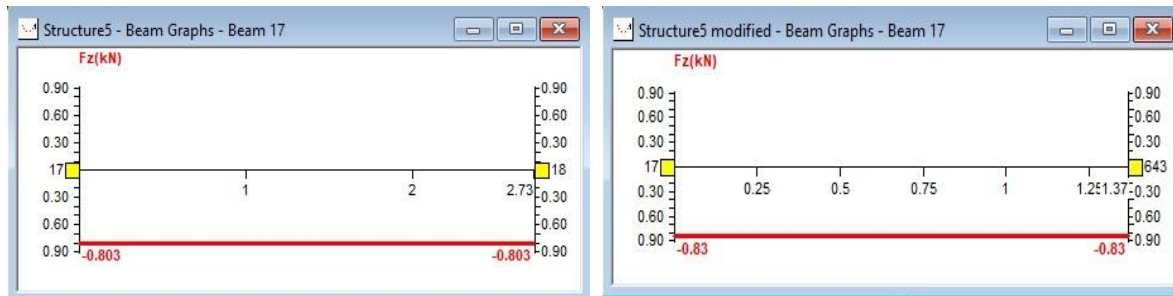 Structure5 - Beam Graphs - Beam 17
Fz(kN)
0.90 0.90
0.60 0.60
0.30 0.30
17 18
1 2 2.73
0.30 0.30
0.60 0.60
0.90 -0.803 -0.803 0.90
Structure5 modified - Beam Graphs - Beam 17
Fz(kN)
0.90 0.90
0.60 0.60
0.30 0.30
17 643
0.25 0.5 0.75 1 1.25 1.37
0.30 0.30
0.60 0.60
0.90 -0.83 -0.83 0.90